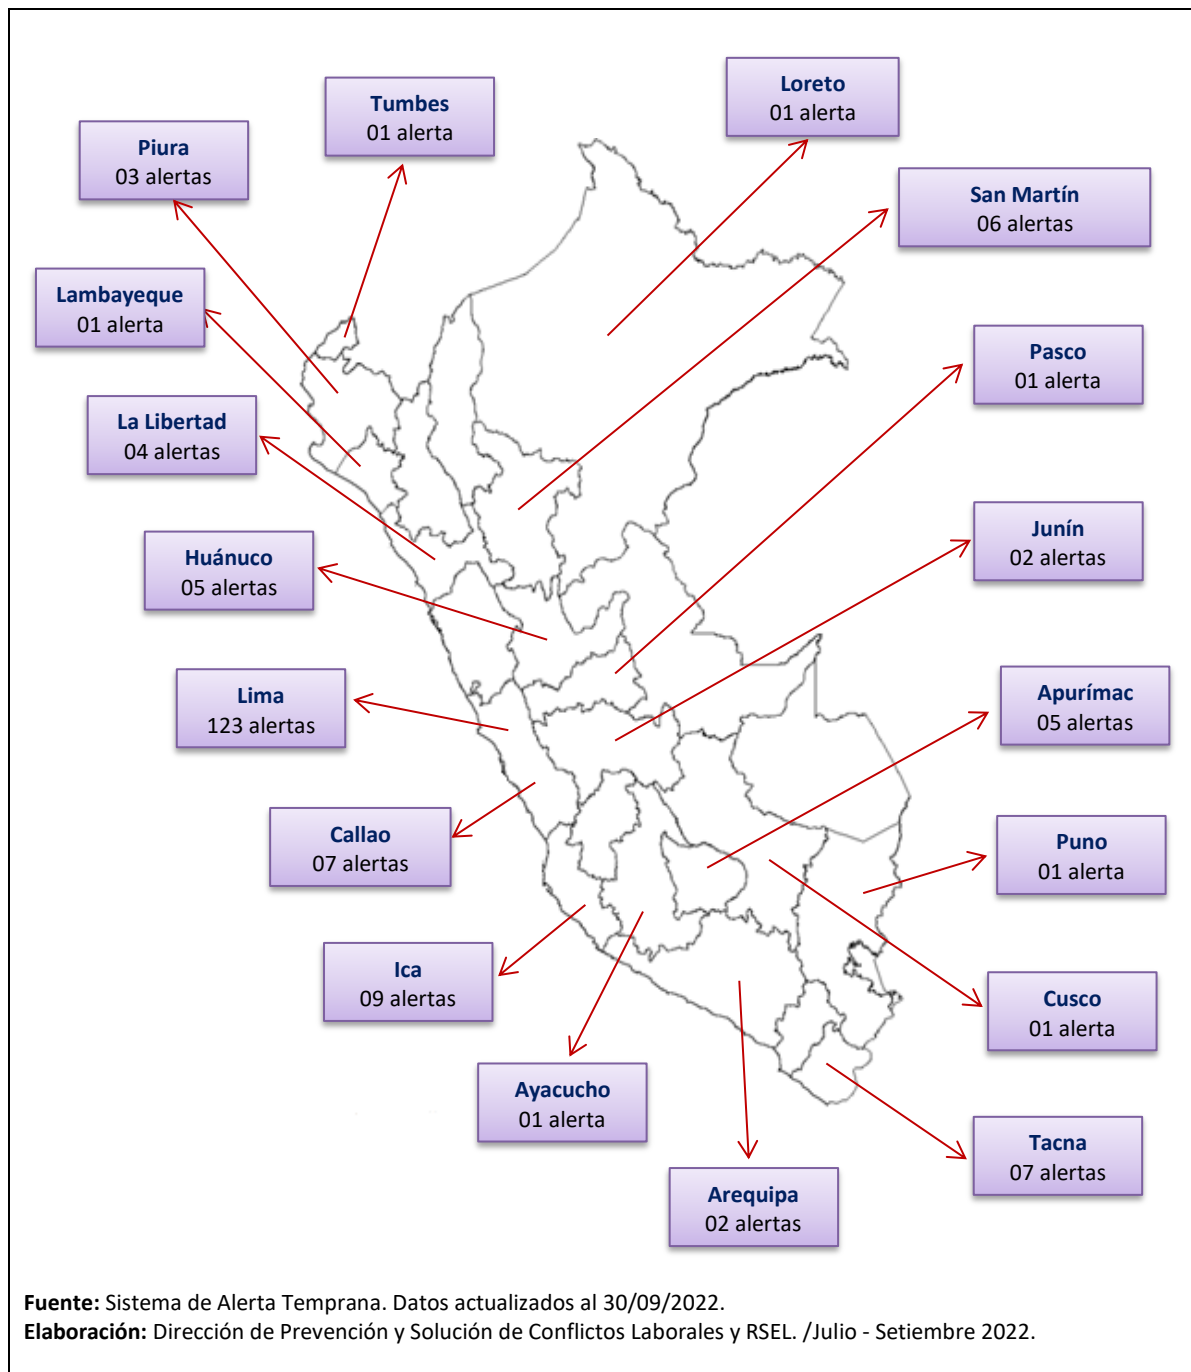 Loreto
01 alerta
Tumbes
01 alerta
Piura
03 alertas
San Martín
06 alertas
Lambayeque
01 alerta
Pasco
01 alerta
La Libertad
04 alertas
Junín
02 alertas
Huánuco
05 alertas
Apurímac
05 alertas
Lima
123 alertas
Callao
07 alertas
Puno
01 alerta
Ica
09 alertas
Cusco
01 alerta
Ayacucho
01 alerta
Tacna
07 alertas
Arequipa
02 alertas
Fuente: Sistema de Alerta Temprana. Datos actualizados al 30/09/2022.
Elaboración: Dirección de Prevención y Solución de Conflictos Laborales y RSEL. /Julio - Setiembre 2022.